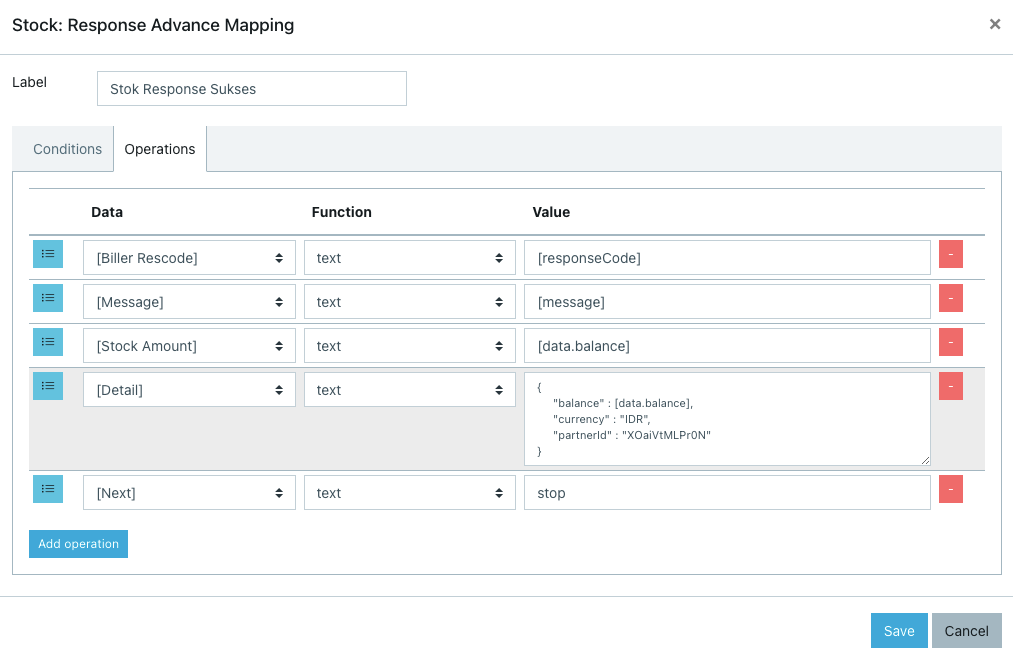 Stock: Response Advance Mapping
×
Label
Stok Response Sukses
Conditions
Operations
Data Function Value
[Biller Rescode] text [responseCode] -
[Message] text [message] -
[Stock Amount] text [data.balance] -
[Detail] text { -
"balance" : [data.balance],
"currency" : "IDR",
"partnerId" : "XOaiVtMLPr0N"
}
[Next] text stop -
Add operation
Save Cancel